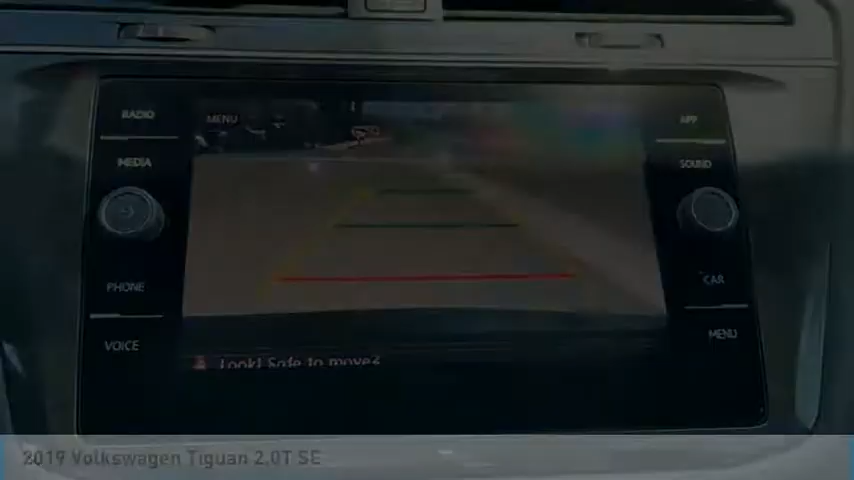 RADIO
MENU
APP
MEDIA
SOUND
PHONE
CAR
VOICE
MENU
Look! Safe to move?
2019 Volkswagen Tiguan 2.0T SE